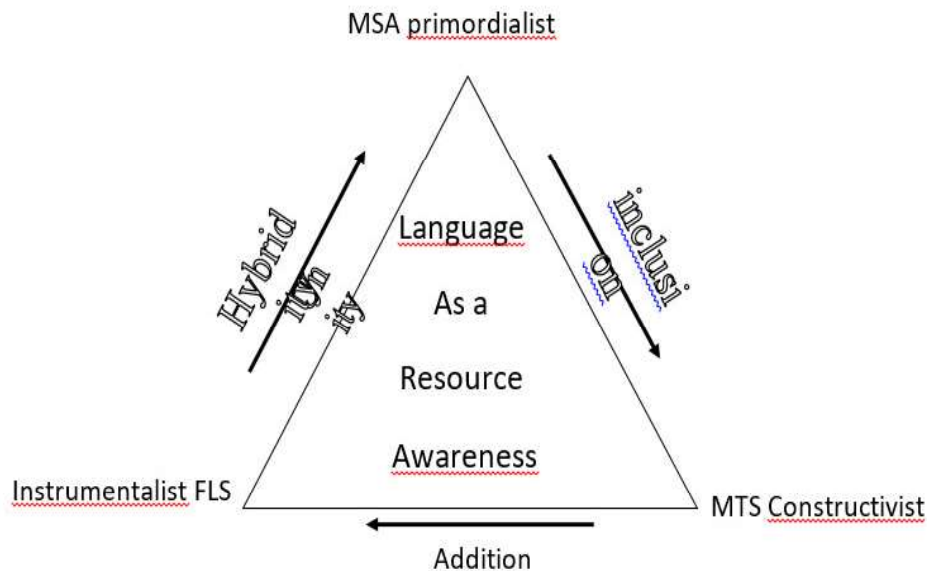 MSA primordialist
Language
As a
Resource
Awareness
Hybrid
ity
inclusi
on
Instrumentalist FLS
MTS Constructivist
Addition